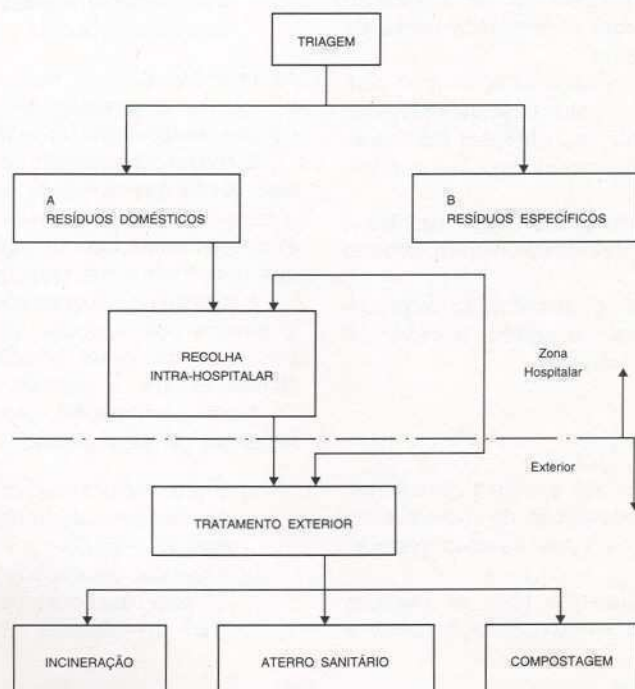 TRIAGEM
A
RESÍDUOS DOMÉSTICOS
B
RESÍDUOS ESPECÍFICOS
RECOLHA
INTRA-HOSPITALAR
Zona
Hospitalar
Exterior
TRATAMENTO EXTERIOR
INCINERAÇÃO
ATERRO SANITÁRIO
COMPOSTAGEM